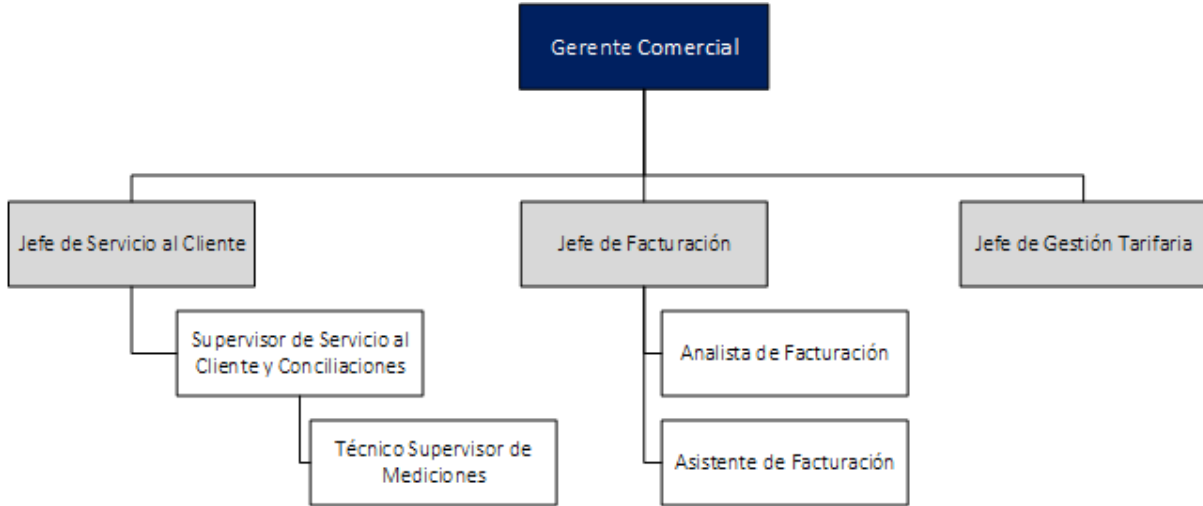 Gerente Comercial
Jefe de Servicio al Cliente
Jefe de Facturación
Jefe de Gestión Tarifaria
Supervisor de Servicio al
Cliente y Conciliaciones
Analista de Facturación
Técnico Supervisor de
Mediciones
Asistente de Facturación